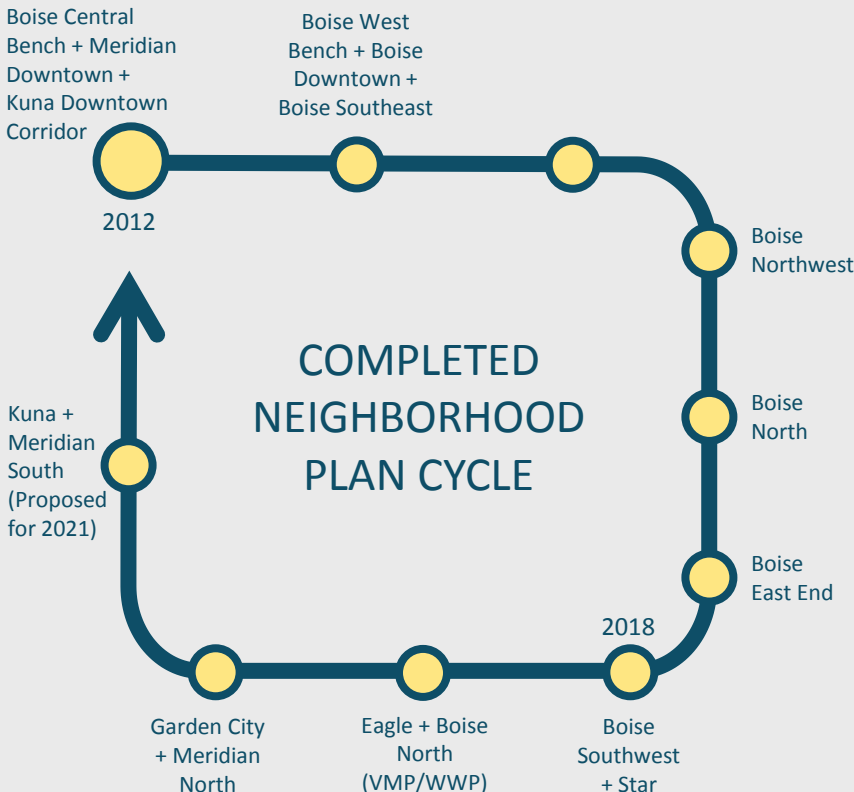 Boise Central
Bench + Meridian
Downtown +
Kuna Downtown
Corridor
2012
Boise West
Bench + Boise
Downtown +
Boise Southeast
Boise
Northwest
Boise
North
Boise
East End
2018
Boise
Southwest
+ Star
Eagle + Boise
North
(VMP/WWP)
Garden City
+ Meridian
North
Kuna +
Meridian
South
(Proposed
for 2021)
COMPLETED
NEIGHBORHOOD
PLAN CYCLE